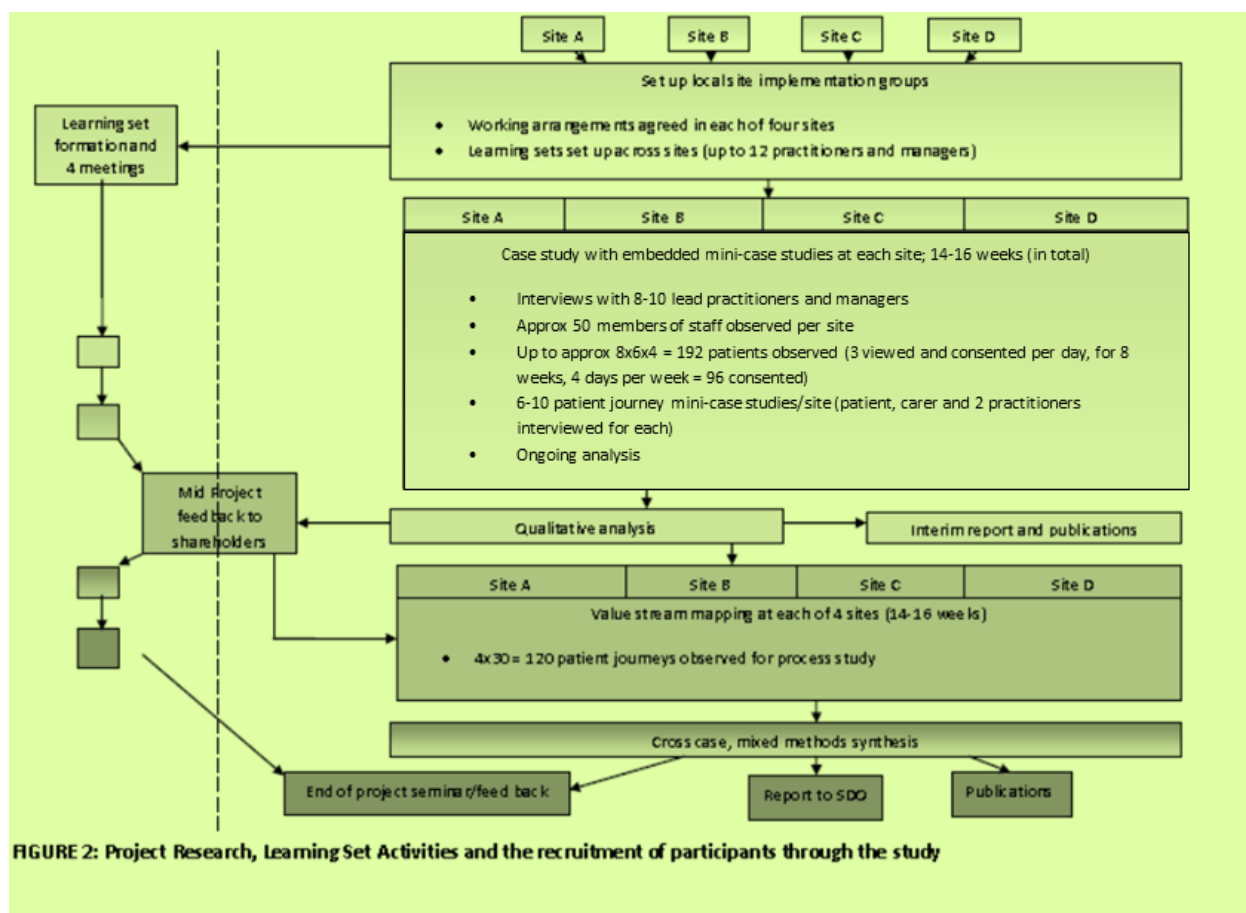 Site A
Site B
Site C
Site D
Set up local site implementation groups
• Working arrangements agreed in each of four sites
• Learning sets set up across sites (up to 12 practitioners and managers)
Learning set
formation and
4 meetings
Site A
Site B
Site C
Site D
Case study with embedded mini-case studies at each site; 14-16 weeks (in total)
• Interviews with 8-10 lead practitioners and managers
• Approx 50 members of staff observed per site
• Up to approx 8x6x4 = 192 patients observed (3 viewed and consented per day, for 8
weeks, 4 days per week = 96 consented)
• 6-10 patient journey mini-case studies/site (patient, carer and 2 practitioners
interviewed for each)
• Ongoing analysis
Mid Project
feed back to
shareholders
Qualitative analysis
Interim report and publications
Site A
Site B
Site C
Site D
Value stream mapping at each of 4 sites (14-16 weeks)
• 4x30= 120 patient journeys observed for process study
Cross case, mixed methods synthesis
End of project seminar/feed back
Report to SDO
Publications
FIGURE 2: Project Research, Learning Set Activities and the recruitment of participants through the study